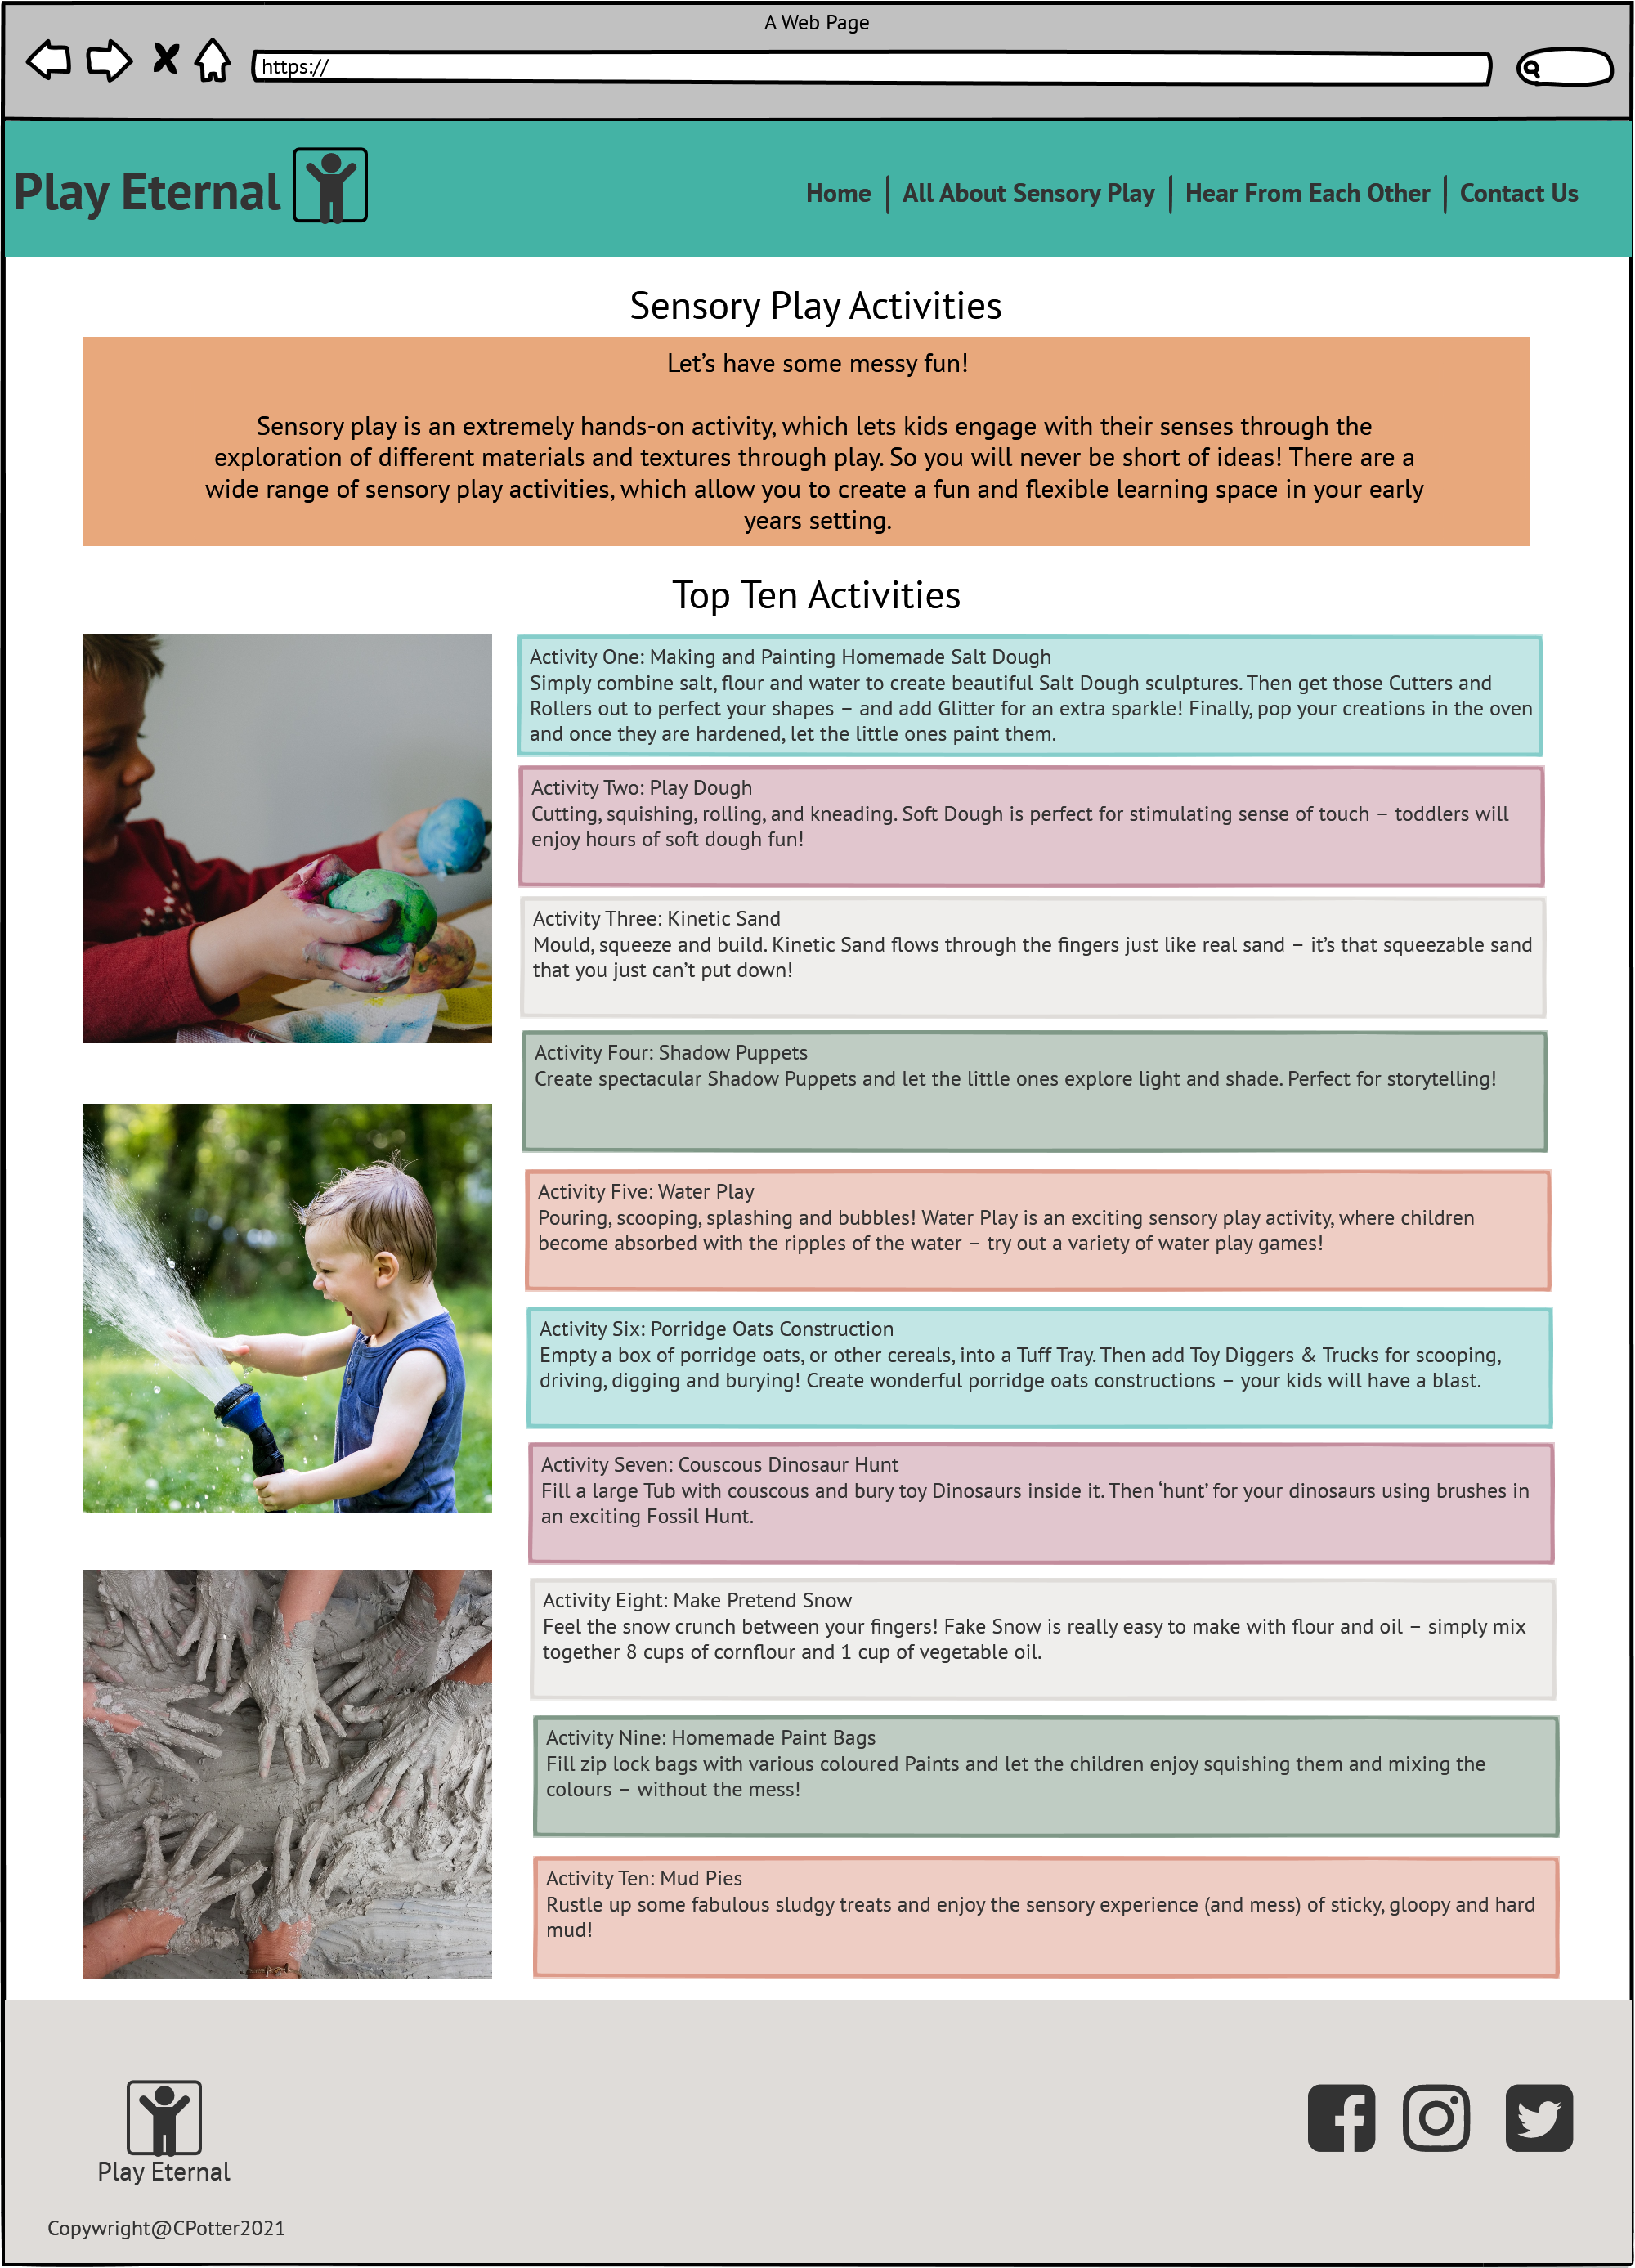 A Web Page
https://
Play Eternal
Home
All About Sensory Play
Hear From Each Other
Contact Us
Sensory Play Activities
Let’s have some messy fun!
Sensory play is an extremely hands-on activity, which lets kids engage with their senses through the
exploration of different materials and textures through play. So you will never be short of ideas! There are a
wide range of sensory play activities, which allow you to create a fun and flexible learning space in your early
years setting.
Top Ten Activities
Activity One: Making and Painting Homemade Salt Dough
Simply combine salt, flour and water to create beautiful Salt Dough sculptures. Then get those Cutters and
Rollers out to perfect your shapes – and add Glitter for an extra sparkle! Finally, pop your creations in the oven
and once they are hardened, let the little ones paint them.
Activity Two: Play Dough
Cutting, squishing, rolling, and kneading. Soft Dough is perfect for stimulating sense of touch – toddlers will
enjoy hours of soft dough fun!
Activity Three: Kinetic Sand
Mould, squeeze and build. Kinetic Sand flows through the fingers just like real sand – it’s that squeezable sand
that you just can’t put down!
Activity Four: Shadow Puppets
Create spectacular Shadow Puppets and let the little ones explore light and shade. Perfect for storytelling!
Activity Five: Water Play
Pouring, scooping, splashing and bubbles! Water Play is an exciting sensory play activity, where children
become absorbed with the ripples of the water – try out a variety of water play games!
Activity Six: Porridge Oats Construction
Empty a box of porridge oats, or other cereals, into a Tuff Tray. Then add Toy Diggers & Trucks for scooping,
driving, digging and burying! Create wonderful porridge oats constructions – your kids will have a blast.
Activity Seven: Couscous Dinosaur Hunt
Fill a large Tub with couscous and bury toy Dinosaurs inside it. Then ‘hunt’ for your dinosaurs using brushes in
an exciting Fossil Hunt.
Activity Eight: Make Pretend Snow
Feel the snow crunch between your fingers! Fake Snow is really easy to make with flour and oil – simply mix
together 8 cups of cornflour and 1 cup of vegetable oil.
Activity Nine: Homemade Paint Bags
Fill zip lock bags with various coloured Paints and let the children enjoy squishing them and mixing the
colours – without the mess!
Activity Ten: Mud Pies
Rustle up some fabulous sludgy treats and enjoy the sensory experience (and mess) of sticky, gloopy and hard
mud!
Play Eternal
Copywright@CPotter2021